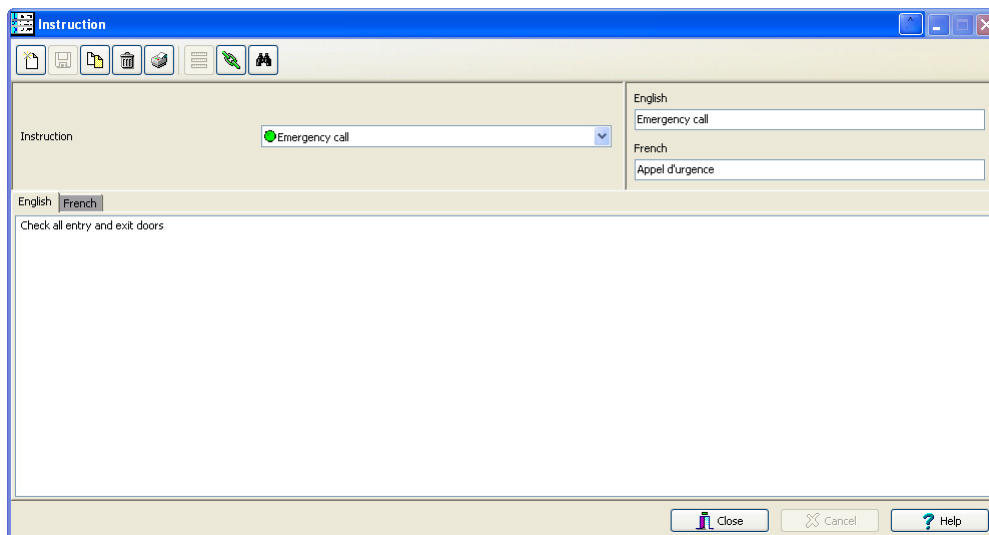 Instruction
Instruction
Emergency call
English
Emergency call
French
Appel d'urgence
English
French
Check all entry and exit doors
Close
Cancel
? Help